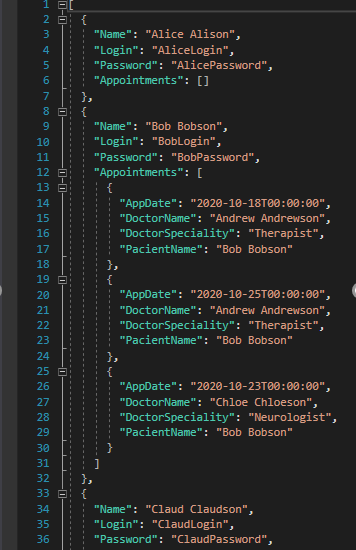 1 [
2 {
3 "Name": "Alice Alison",
4 "Login": "AliceLogin",
5 "Password": "AlicePassword",
6 "Appointments": []
7 },
8 {
9 "Name": "Bob Bobson",
10 "Login": "BobLogin",
11 "Password": "BobPassword",
12 "Appointments": [
13 {
14 "AppDate": "2020-10-18T00:00:00",
15 "DoctorName": "Andrew Andrewson",
16 "DoctorSpeciality": "Therapist",
17 "PacientName": "Bob Bobson"
18 },
19 {
20 "AppDate": "2020-10-25T00:00:00",
21 "DoctorName": "Andrew Andrewson",
22 "DoctorSpeciality": "Therapist",
23 "PacientName": "Bob Bobson"
24 },
25 {
26 "AppDate": "2020-10-23T00:00:00",
27 "DoctorName": "Chloe Chloeson",
28 "DoctorSpeciality": "Neurologist",
29 "PacientName": "Bob Bobson"
30 }
31 ]
32 },
33 {
34 "Name": "Claud Claudson",
35 "Login": "ClaudLogin",
36 "Password": "ClaudPassword",